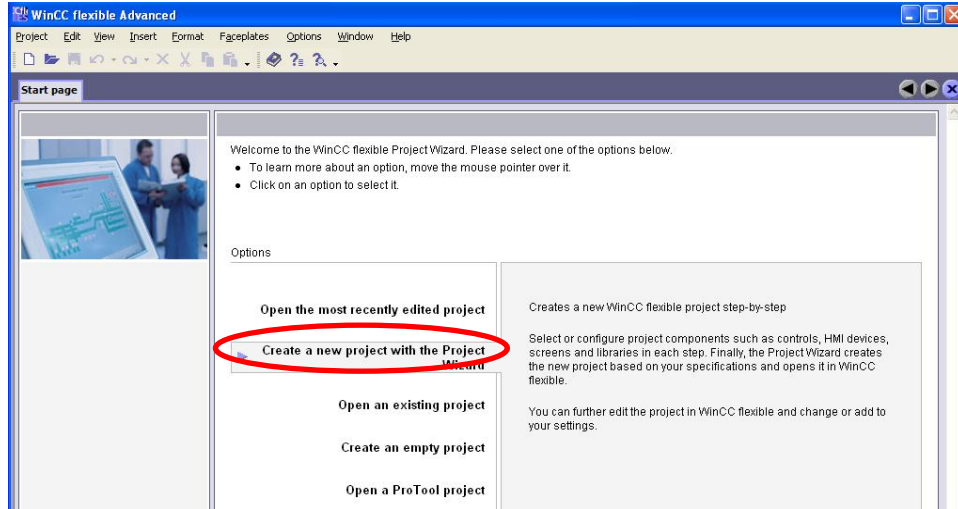 WinCC flexible Advanced
Project Edit View Insert Format Faceplates Options Window Help
Start page
Welcome to the WinCC flexible Project Wizard. Please select one of the options below.
• To learn more about an option, move the mouse pointer over it.
• Click on an option to select it.
Options
Open the most recently edited project
Create a new project with the Project
Wizard
Open an existing project
Create an empty project
Open a ProTool project
Creates a new WinCC flexible project step-by-step
Select or configure project components such as controls, HMI devices,
screens and libraries in each step. Finally, the Project Wizard creates
the new project based on your specifications and opens it in WinCC
flexible.
You can further edit the project in WinCC flexible and change or add to
your settings.